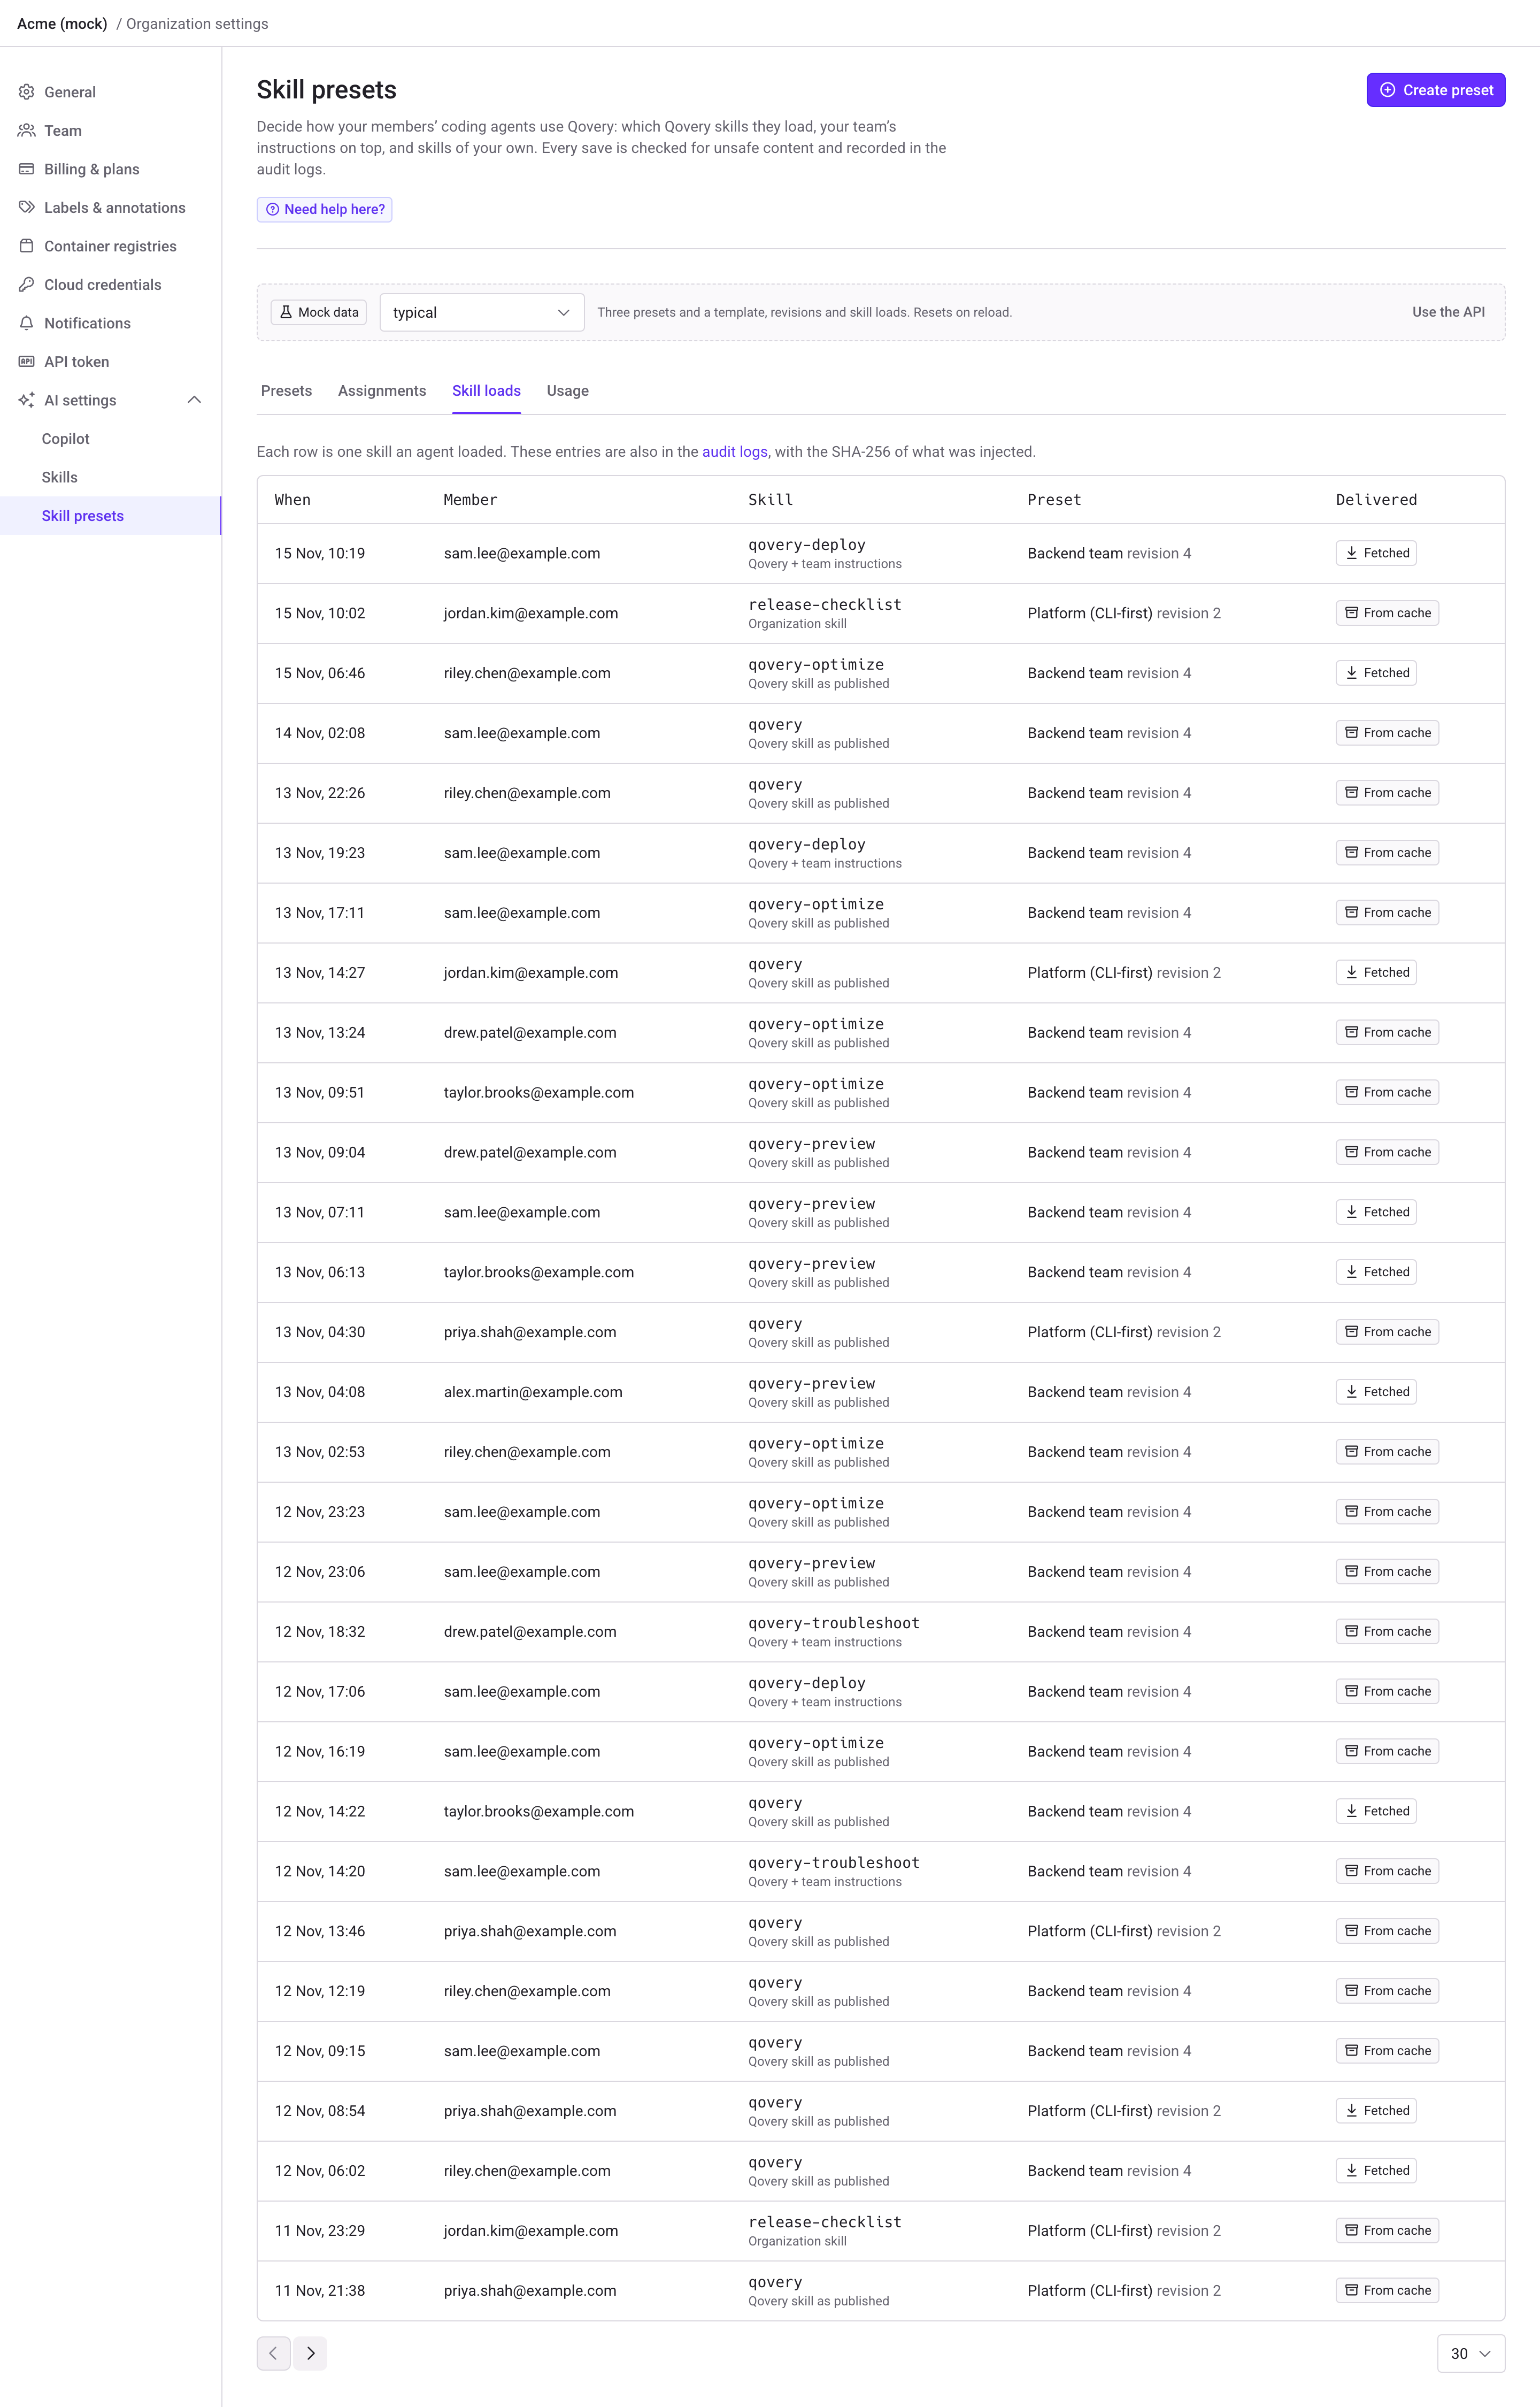 Acme (mock) / Organization settings
General
Team
Billing & plans
Labels & annotations
Container registries
Cloud credentials
Notifications
API token
AI settings
Copilot
Skills
Skill presets
Skill presets
Create preset
Decide how your members’ coding agents use Qovery: which Qovery skills they load, your team’s
instructions on top, and skills of your own. Every save is checked for unsafe content and recorded in the
audit logs.
Need help here?
Mock data typical Three presets and a template, revisions and skill loads. Resets on reload. Use the API
Presets Assignments Skill loads Usage
Each row is one skill an agent loaded. These entries are also in the audit logs, with the SHA-256 of what was injected.
When Member Skill Preset Delivered
15 Nov, 10:19 sam.lee@example.com qovery-deploy Backend team revision 4 Fetched
Qovery + team instructions
15 Nov, 10:02 jordan.kim@example.com release-checklist Platform (CLI-first) revision 2 From cache
Organization skill
15 Nov, 06:46 riley.chen@example.com qovery-optimize Backend team revision 4 Fetched
Qovery skill as published
14 Nov, 02:08 sam.lee@example.com qovery Backend team revision 4 From cache
Qovery skill as published
13 Nov, 22:26 riley.chen@example.com qovery Backend team revision 4 From cache
Qovery skill as published
13 Nov, 19:23 sam.lee@example.com qovery-deploy Backend team revision 4 From cache
Qovery + team instructions
13 Nov, 17:11 sam.lee@example.com qovery-optimize Backend team revision 4 From cache
Qovery skill as published
13 Nov, 14:27 jordan.kim@example.com qovery Platform (CLI-first) revision 2 Fetched
Qovery skill as published
13 Nov, 13:24 drew.patel@example.com qovery-optimize Backend team revision 4 From cache
Qovery skill as published
13 Nov, 09:51 taylor.brooks@example.com qovery-optimize Backend team revision 4 From cache
Qovery skill as published
13 Nov, 09:04 drew.patel@example.com qovery-preview Backend team revision 4 From cache
Qovery skill as published
13 Nov, 07:11 sam.lee@example.com qovery-preview Backend team revision 4 Fetched
Qovery skill as published
13 Nov, 06:13 taylor.brooks@example.com qovery-preview Backend team revision 4 Fetched
Qovery skill as published
13 Nov, 04:30 priya.shah@example.com qovery Platform (CLI-first) revision 2 From cache
Qovery skill as published
13 Nov, 04:08 alex.martin@example.com qovery-preview Backend team revision 4 Fetched
Qovery skill as published
13 Nov, 02:53 riley.chen@example.com qovery-optimize Backend team revision 4 From cache
Qovery skill as published
12 Nov, 23:23 sam.lee@example.com qovery-optimize Backend team revision 4 From cache
Qovery skill as published
12 Nov, 23:06 sam.lee@example.com qovery-preview Backend team revision 4 From cache
Qovery skill as published
12 Nov, 18:32 drew.patel@example.com qovery-troubleshoot Backend team revision 4 From cache
Qovery + team instructions
12 Nov, 17:06 sam.lee@example.com qovery-deploy Backend team revision 4 From cache
Qovery + team instructions
12 Nov, 16:19 sam.lee@example.com qovery-optimize Backend team revision 4 From cache
Qovery skill as published
12 Nov, 14:22 taylor.brooks@example.com qovery Backend team revision 4 Fetched
Qovery skill as published
12 Nov, 14:20 sam.lee@example.com qovery-troubleshoot Backend team revision 4 From cache
Qovery + team instructions
12 Nov, 13:46 priya.shah@example.com qovery Platform (CLI-first) revision 2 From cache
Qovery skill as published
12 Nov, 12:19 riley.chen@example.com qovery Backend team revision 4 From cache
Qovery skill as published
12 Nov, 09:15 sam.lee@example.com qovery Backend team revision 4 From cache
Qovery skill as published
12 Nov, 08:54 priya.shah@example.com qovery Platform (CLI-first) revision 2 Fetched
Qovery skill as published
12 Nov, 06:02 riley.chen@example.com qovery Backend team revision 4 Fetched
Qovery skill as published
11 Nov, 23:29 jordan.kim@example.com release-checklist Platform (CLI-first) revision 2 From cache
Organization skill
11 Nov, 21:38 priya.shah@example.com qovery Platform (CLI-first) revision 2 From cache
Qovery skill as published
30